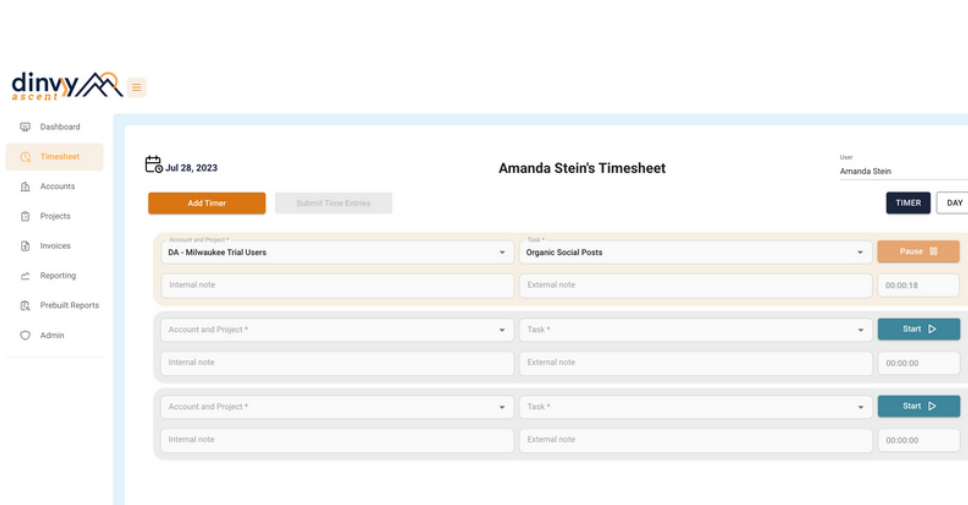 dinvy
ascent
Dashboard
Timesheet
Accounts
Projects
Invoices
Reporting
Prebuilt Reports
Admin
Jul 28, 2023
Amanda Stein's Timesheet
User
Amanda Stein
Add Timer
Submit Time Entries
TIMER
DAY
Account and Project *
DA - Milwaukee Trial Users
Task *
Organic Social Posts
Pause
Internal note
External note
00:00:18
Account and Project *
Task *
Start
Internal note
External note
00:00:00
Account and Project *
Task *
Start
Internal note
External note
00:00:00